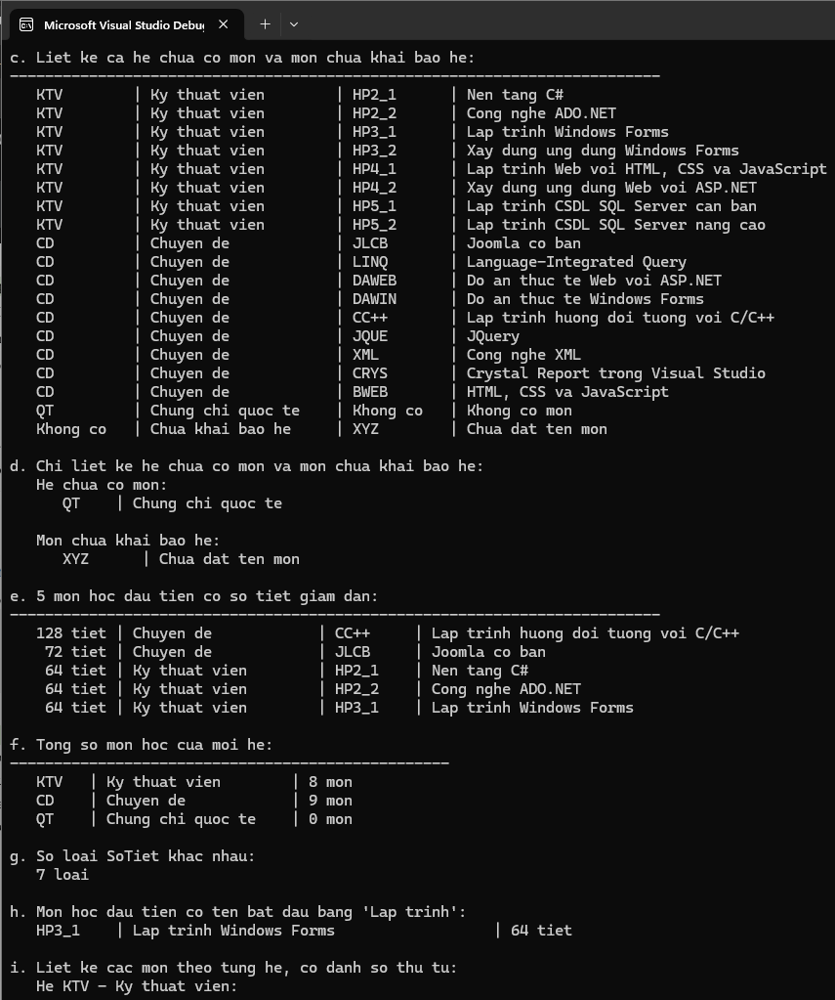 Microsoft Visual Studio Debug
c. Liet ke ca he chua co mon va mon chua khai bao he:
--------------------------------------------------------------------------
KTV | Ky thuat vien | HP2_1 | Nen tang C#
KTV | Ky thuat vien | HP2_2 | Cong nghe ADO.NET
KTV | Ky thuat vien | HP3_1 | Lap trinh Windows Forms
KTV | Ky thuat vien | HP3_2 | Xay dung ung dung Windows Forms
KTV | Ky thuat vien | HP4_1 | Lap trinh Web voi HTML, CSS va JavaScript
KTV | Ky thuat vien | HP4_2 | Xay dung ung dung Web voi ASP.NET
KTV | Ky thuat vien | HP5_1 | Lap trinh CSDL SQL Server can ban
KTV | Ky thuat vien | HP5_2 | Lap trinh CSDL SQL Server nang cao
CD | Chuyen de | JLCB | Joomla co ban
CD | Chuyen de | LINQ | Language-Integrated Query
CD | Chuyen de | DAWEB | Do an thuc te Web voi ASP.NET
CD | Chuyen de | DAWIN | Do an thuc te Windows Forms
CD | Chuyen de | CC++ | Lap trinh huong doi tuong voi C/C++
CD | Chuyen de | JQUE | JQuery
CD | Chuyen de | XML | Cong nghe XML
CD | Chuyen de | CRYS | Crystal Report trong Visual Studio
CD | Chuyen de | BWEB | HTML, CSS va JavaScript
QT | Chung chi quoc te | Khong co | Khong co mon
Khong co | Chua khai bao he | XYZ | Chua dat ten mon
d. Chi liet ke he chua co mon va mon chua khai bao he:
He chua co mon:
QT | Chung chi quoc te
Mon chua khai bao he:
XYZ | Chua dat ten mon
e. 5 mon hoc dau tien co so tiet giam dan:
--------------------------------------------------------------------------
128 tiet | Chuyen de | CC++ | Lap trinh huong doi tuong voi C/C++
72 tiet | Chuyen de | JLCB | Joomla co ban
64 tiet | Ky thuat vien | HP2_1 | Nen tang C#
64 tiet | Ky thuat vien | HP2_2 | Cong nghe ADO.NET
64 tiet | Ky thuat vien | HP3_1 | Lap trinh Windows Forms
f. Tong so mon hoc cua moi he:
--------------------------------------------------
KTV | Ky thuat vien | 8 mon
CD | Chuyen de | 9 mon
QT | Chung chi quoc te | 0 mon
g. So loai SoTiet khac nhau:
7 loai
h. Mon hoc dau tien co ten bat dau bang 'Lap trinh':
HP3_1 | Lap trinh Windows Forms | 64 tiet
i. Liet ke cac mon theo tung he, co danh so thu tu:
He KTV - Ky thuat vien: